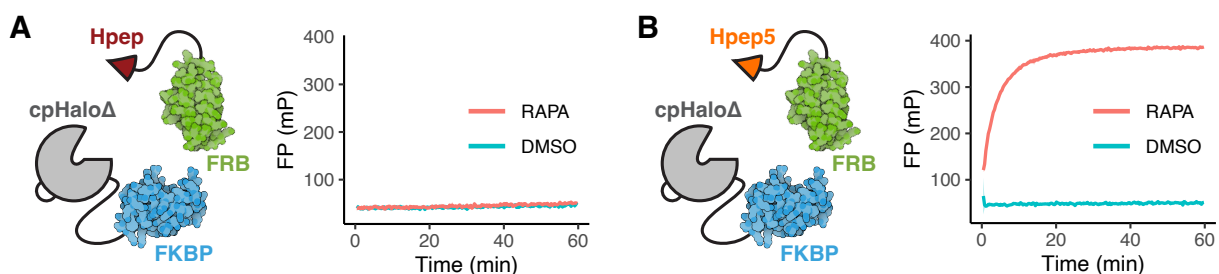 A
Hpep
cpHaloΔ
FRB
FKBP
FP (mP)
400
300
200
100
RAPA
DMSO
0
20
40
60
Time (min)
B
Hpep5
cpHaloΔ
FRB
FKBP
FP (mP)
400
300
200
100
RAPA
DMSO
0
20
40
60
Time (min)